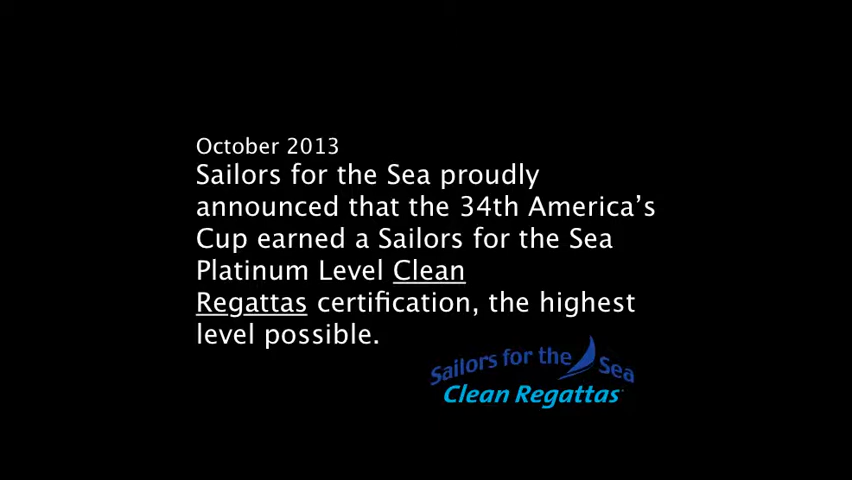 October 2013
Sailors for the Sea proudly
announced that the 34th America’s
Cup earned a Sailors for the Sea
Platinum Level Clean
Regattas certification, the highest
level possible.
Sailors for the Sea
Clean Regattas